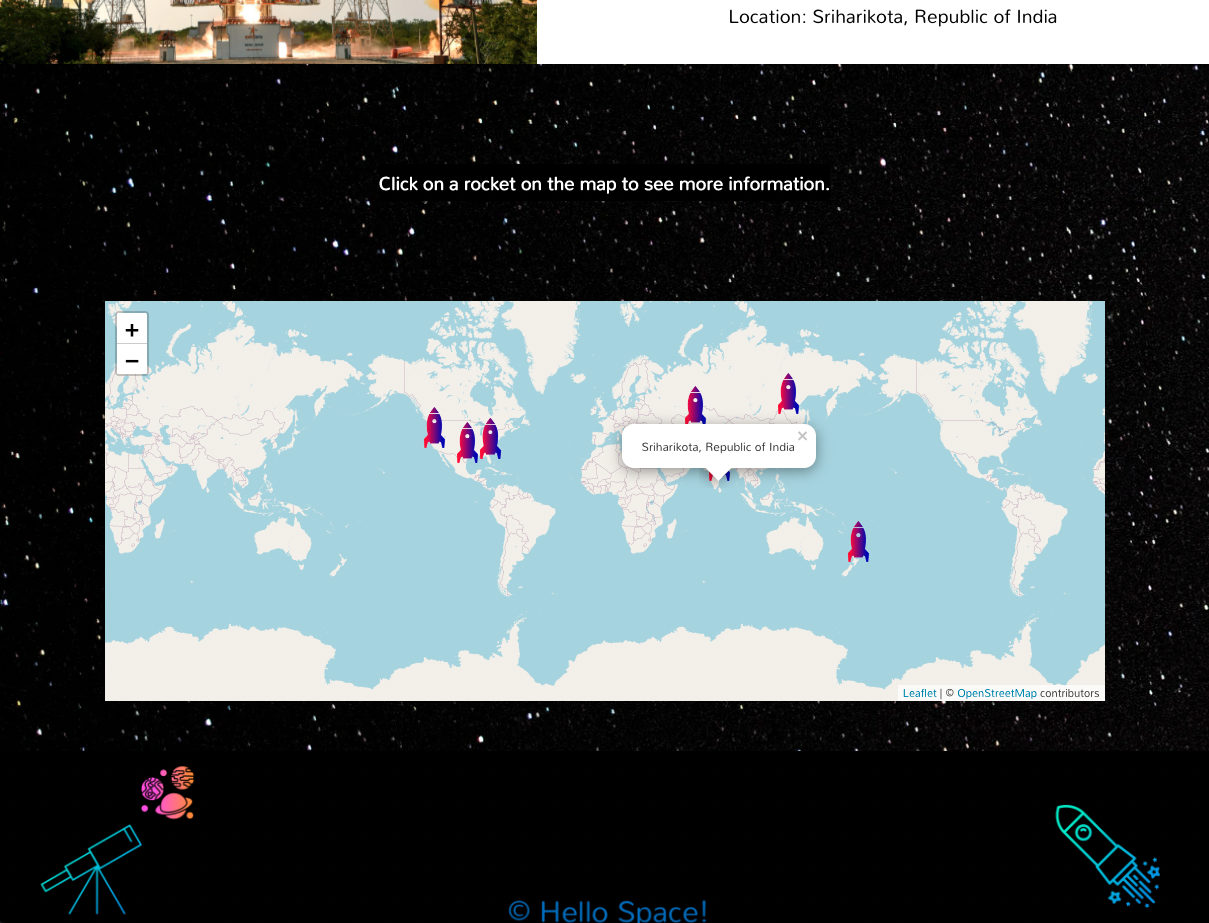 Location: Sriharikota, Republic of India
Click on a rocket on the map to see more information.
+
−
Sriharikota, Republic of India ×
Leaflet | © OpenStreetMap contributors
© Hello Space!